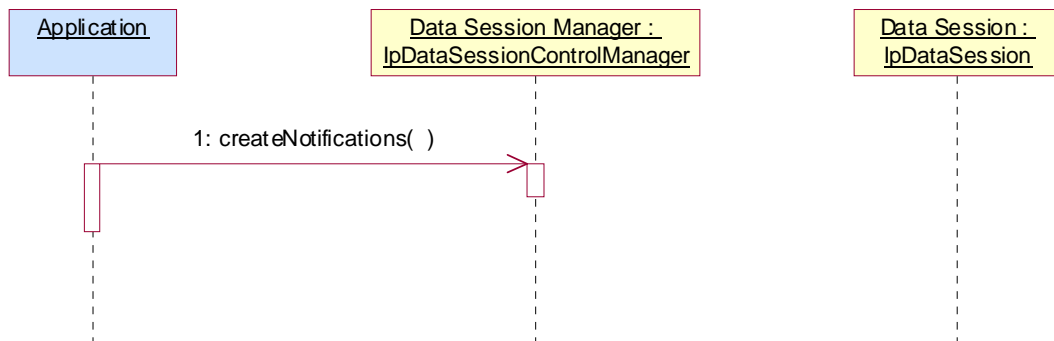 Application
Data Session Manager :
IpDataSessionControlManager
Data Session :
IpDataSession
1: createNotifications( )